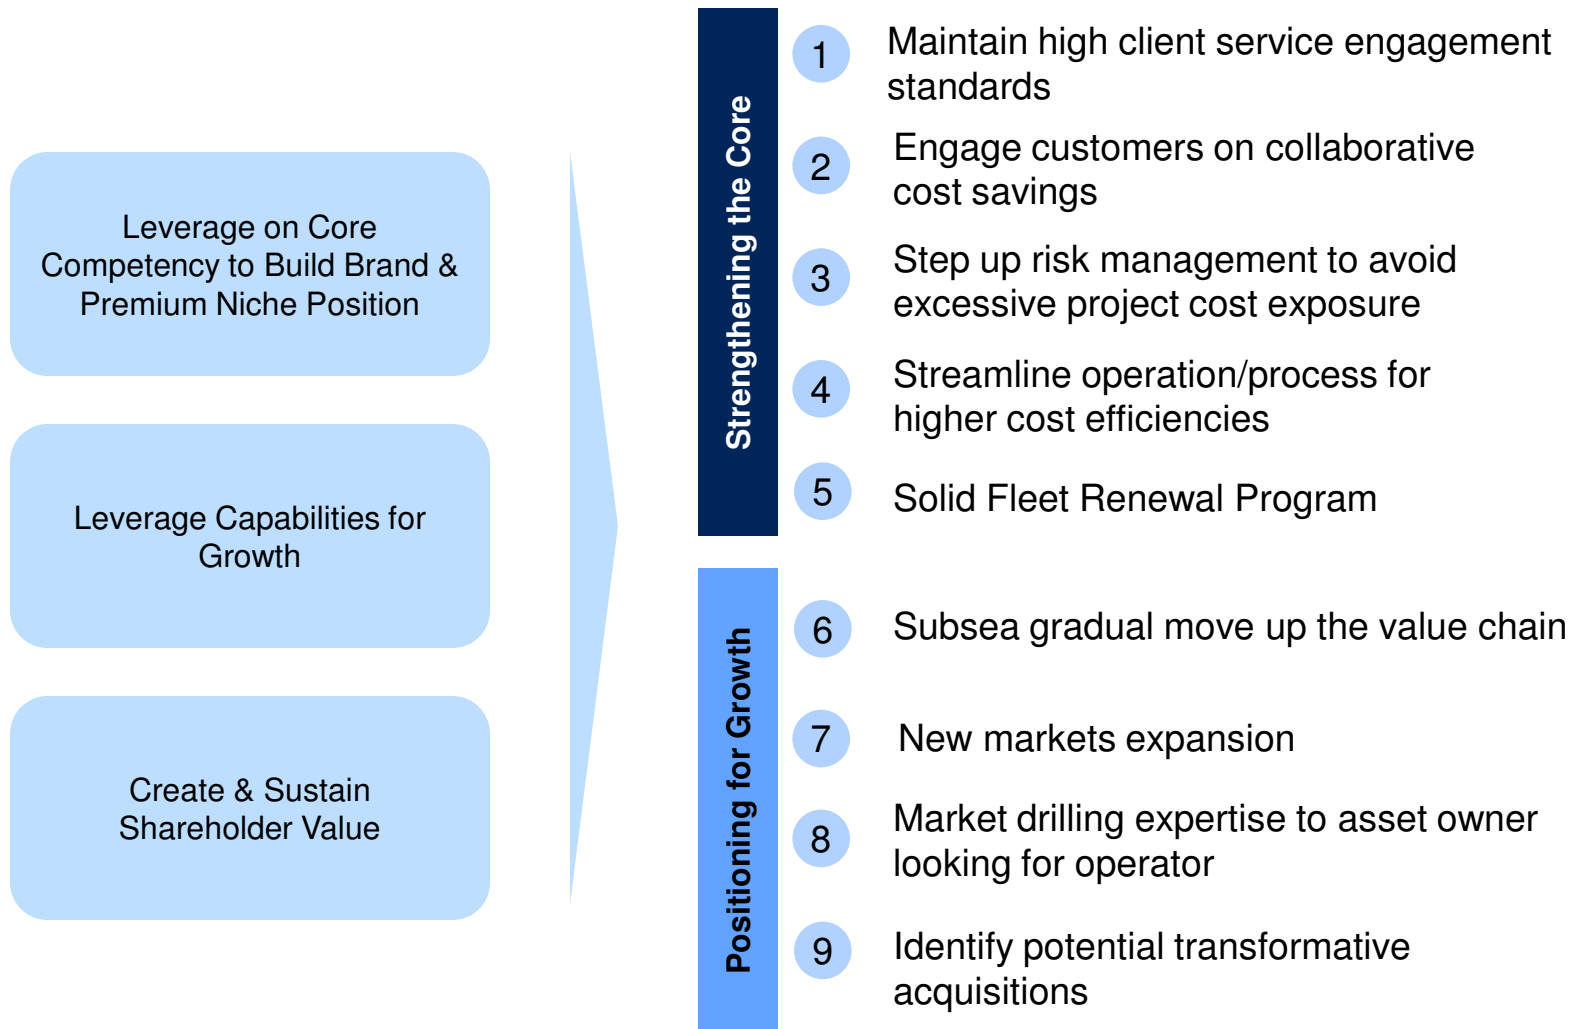 Leverage on Core
Competency to Build Brand &
Premium Niche Position
Leverage Capabilities for
Growth
Create & Sustain
Shareholder Value
Strengthening the Core
1
Maintain high client service engagement
standards
2
Engage customers on collaborative
cost savings
3
Step up risk management to avoid
excessive project cost exposure
4
Streamline operation/process for
higher cost efficiencies
5
Solid Fleet Renewal Program
Positioning for Growth
6
Subsea gradual move up the value chain
7
New markets expansion
8
Market drilling expertise to asset owner
looking for operator
9
Identify potential transformative
acquisitions